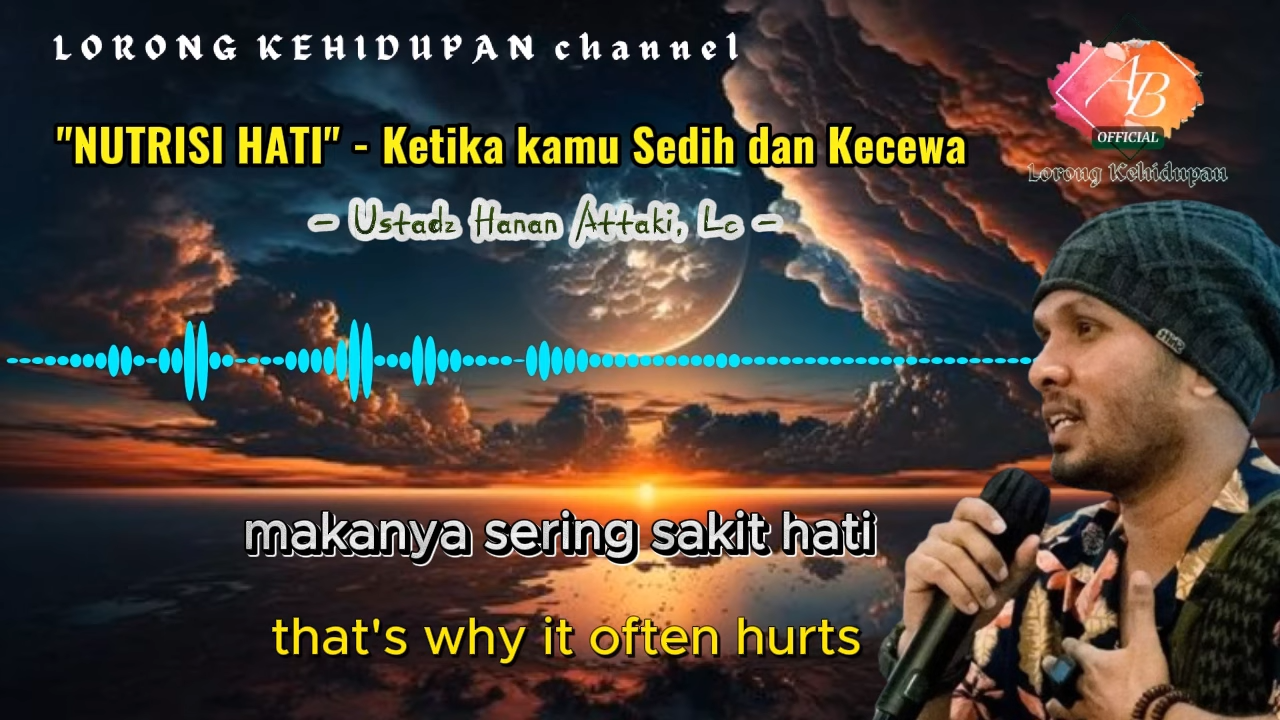 LORONG KEHIDUPAN channel
AB
OFFICIAL
Lorong Kehidupan
"NUTRISI HATI" - Ketika kamu Sedih dan Kecewa
- Ustadz Hanan Attaki, Lc -
makanya sering sakit hati
that's why it often hurts